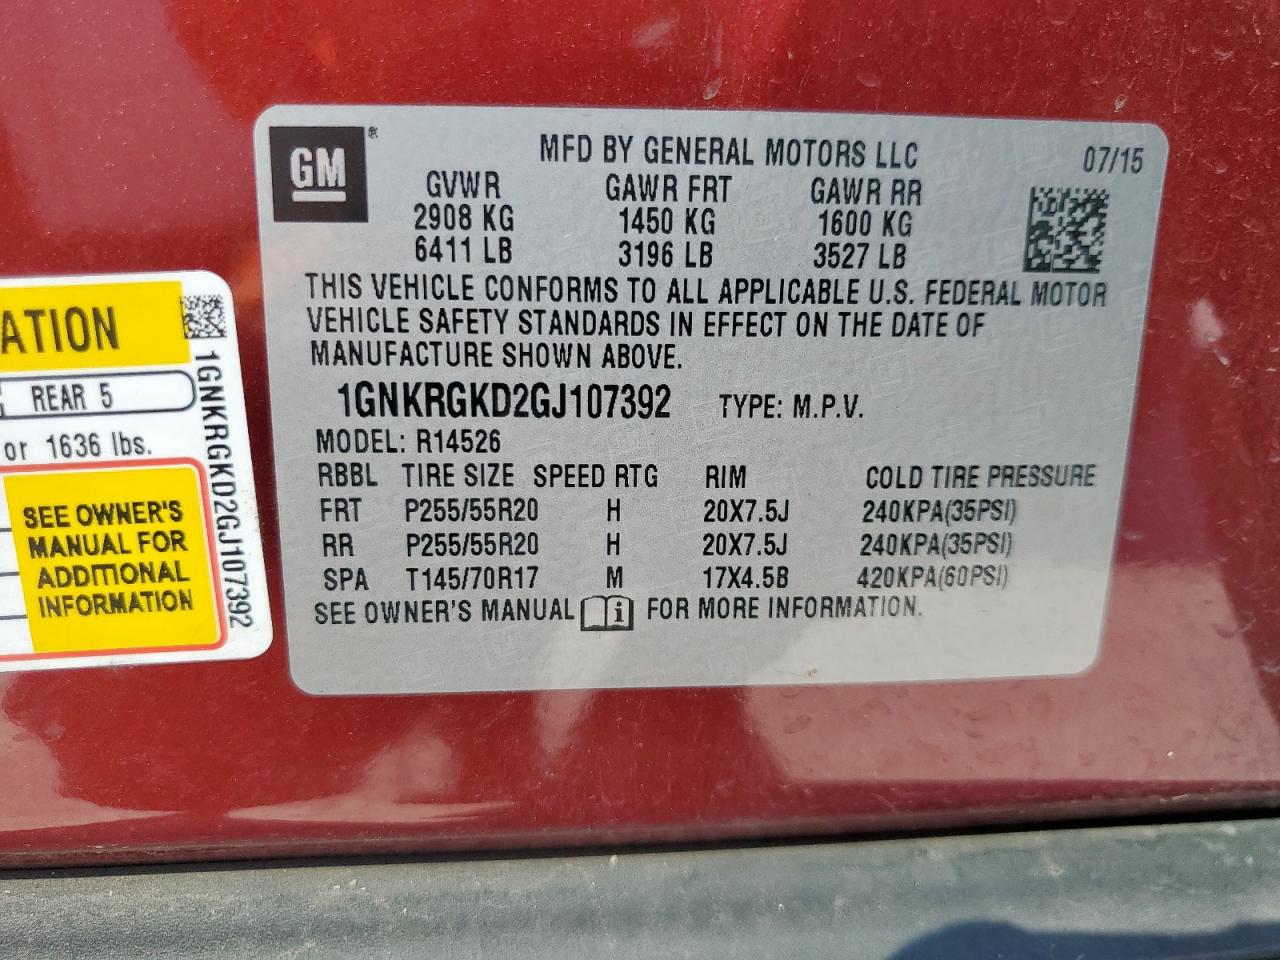 GM ®
MFD BY GENERAL MOTORS LLC 07/15
GVWR GAWR FRT GAWR RR
2908 KG 1450 KG 1600 KG
6411 LB 3196 LB 3527 LB
THIS VEHICLE CONFORMS TO ALL APPLICABLE U.S. FEDERAL MOTOR
VEHICLE SAFETY STANDARDS IN EFFECT ON THE DATE OF
MANUFACTURE SHOWN ABOVE.
1GNKRGKD2GJ107392 TYPE: M.P.V.
MODEL: R14526
RBBL TIRE SIZE SPEED RTG RIM COLD TIRE PRESSURE
FRT P255/55R20 H 20X7.5J 240KPA(35PSI)
RR P255/55R20 H 20X7.5J 240KPA(35PSI)
SPA T145/70R17 M 17X4.5B 420KPA(60PSI)
SEE OWNER'S MANUAL i FOR MORE INFORMATION.
ATION
REAR 5
or 1636 lbs.
SEE OWNER'S
MANUAL FOR
ADDITIONAL
INFORMATION
1GNKRGKD2GJ107392